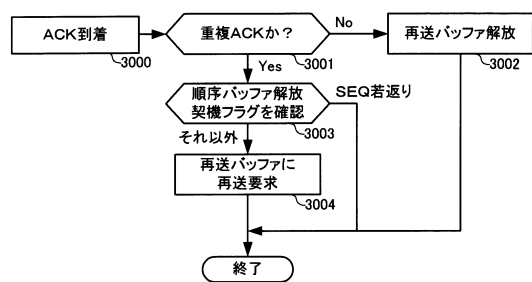 ACK到着
3000
重複ACKか？
3001
No
再送バッファ解放
3002
Yes
順序バッファ解放
契機フラグを確認
3003
SEQ若返り
それ以外
再送バッファに
再送要求
3004
終了